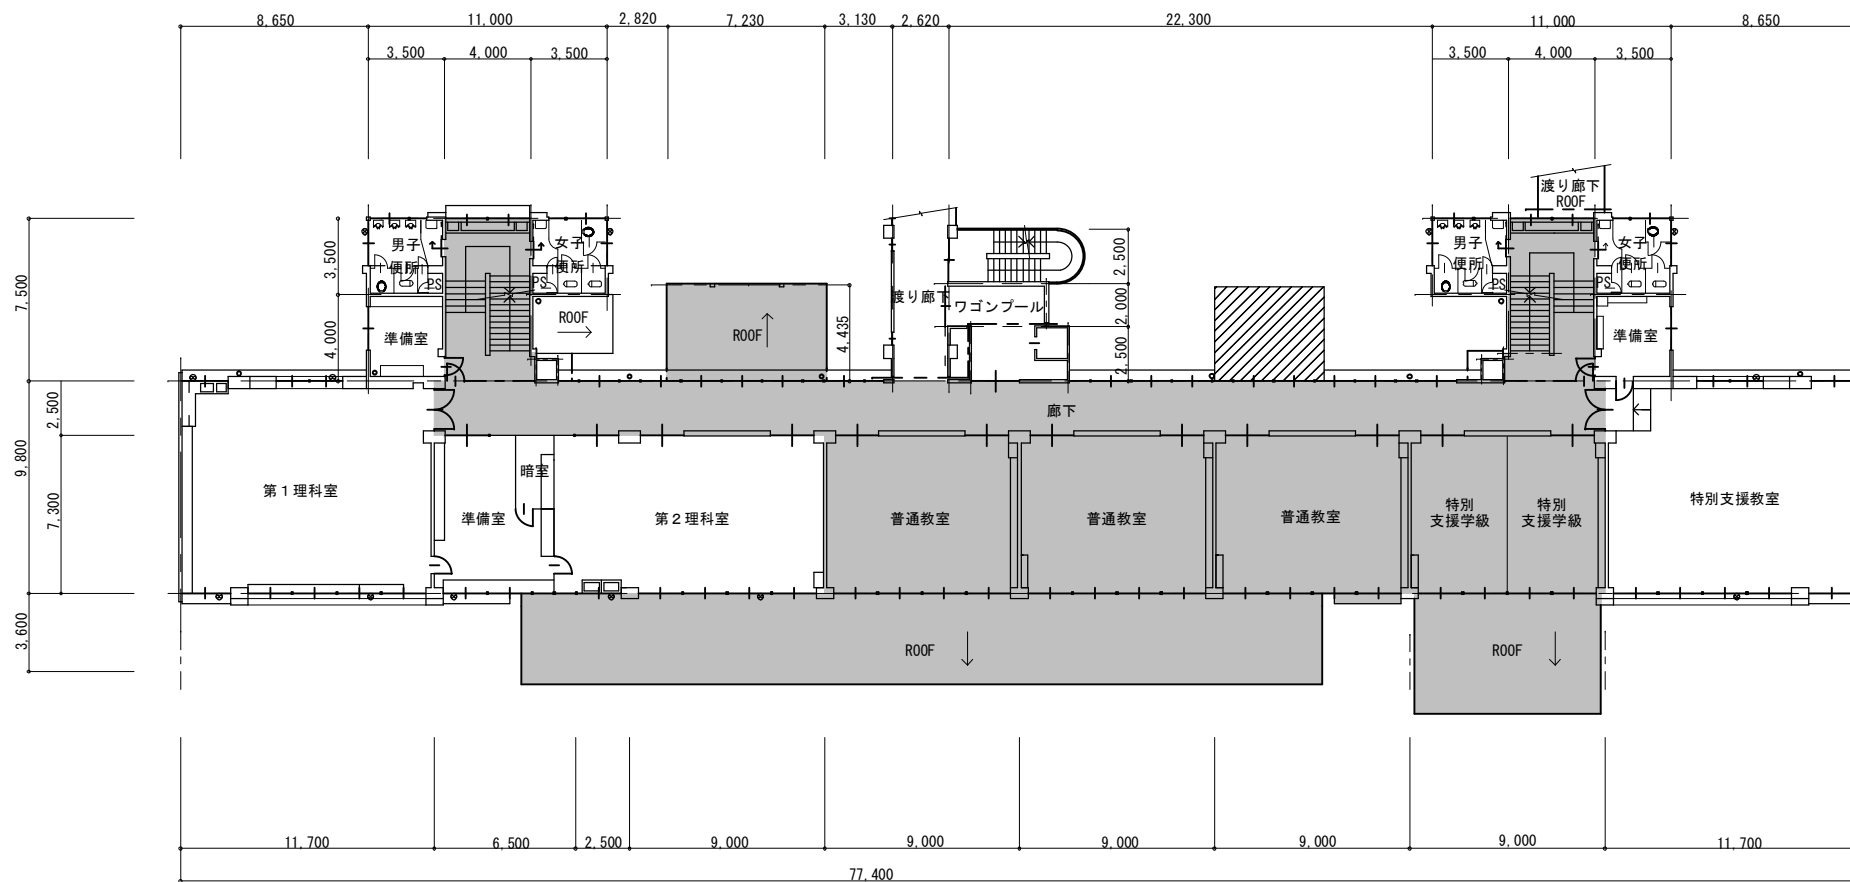 8,650
11,000
2,820
7,230
3,130
2,620
22,300
11,000
8,650
3,500
4,000
3,500
3,500
4,000
3,500
渡り廊下
ROOF
男子
便所
女子
便所
PS
PS
男子
便所
女子
便所
PS
PS
7,500
3,500
4,000
準備室
ROOF
ROOF
4,435
渡り廊下
ワゴンプール
2,500
2,000
2,500
準備室
廊下
9,800
2,500
7,300
3,600
第1理科室
準備室
暗室
第2理科室
普通教室
普通教室
普通教室
特別
支援学級
特別
支援学級
特別支援教室
ROOF
ROOF
11,700
6,500
2,500
9,000
9,000
9,000
9,000
9,000
11,700
77,400